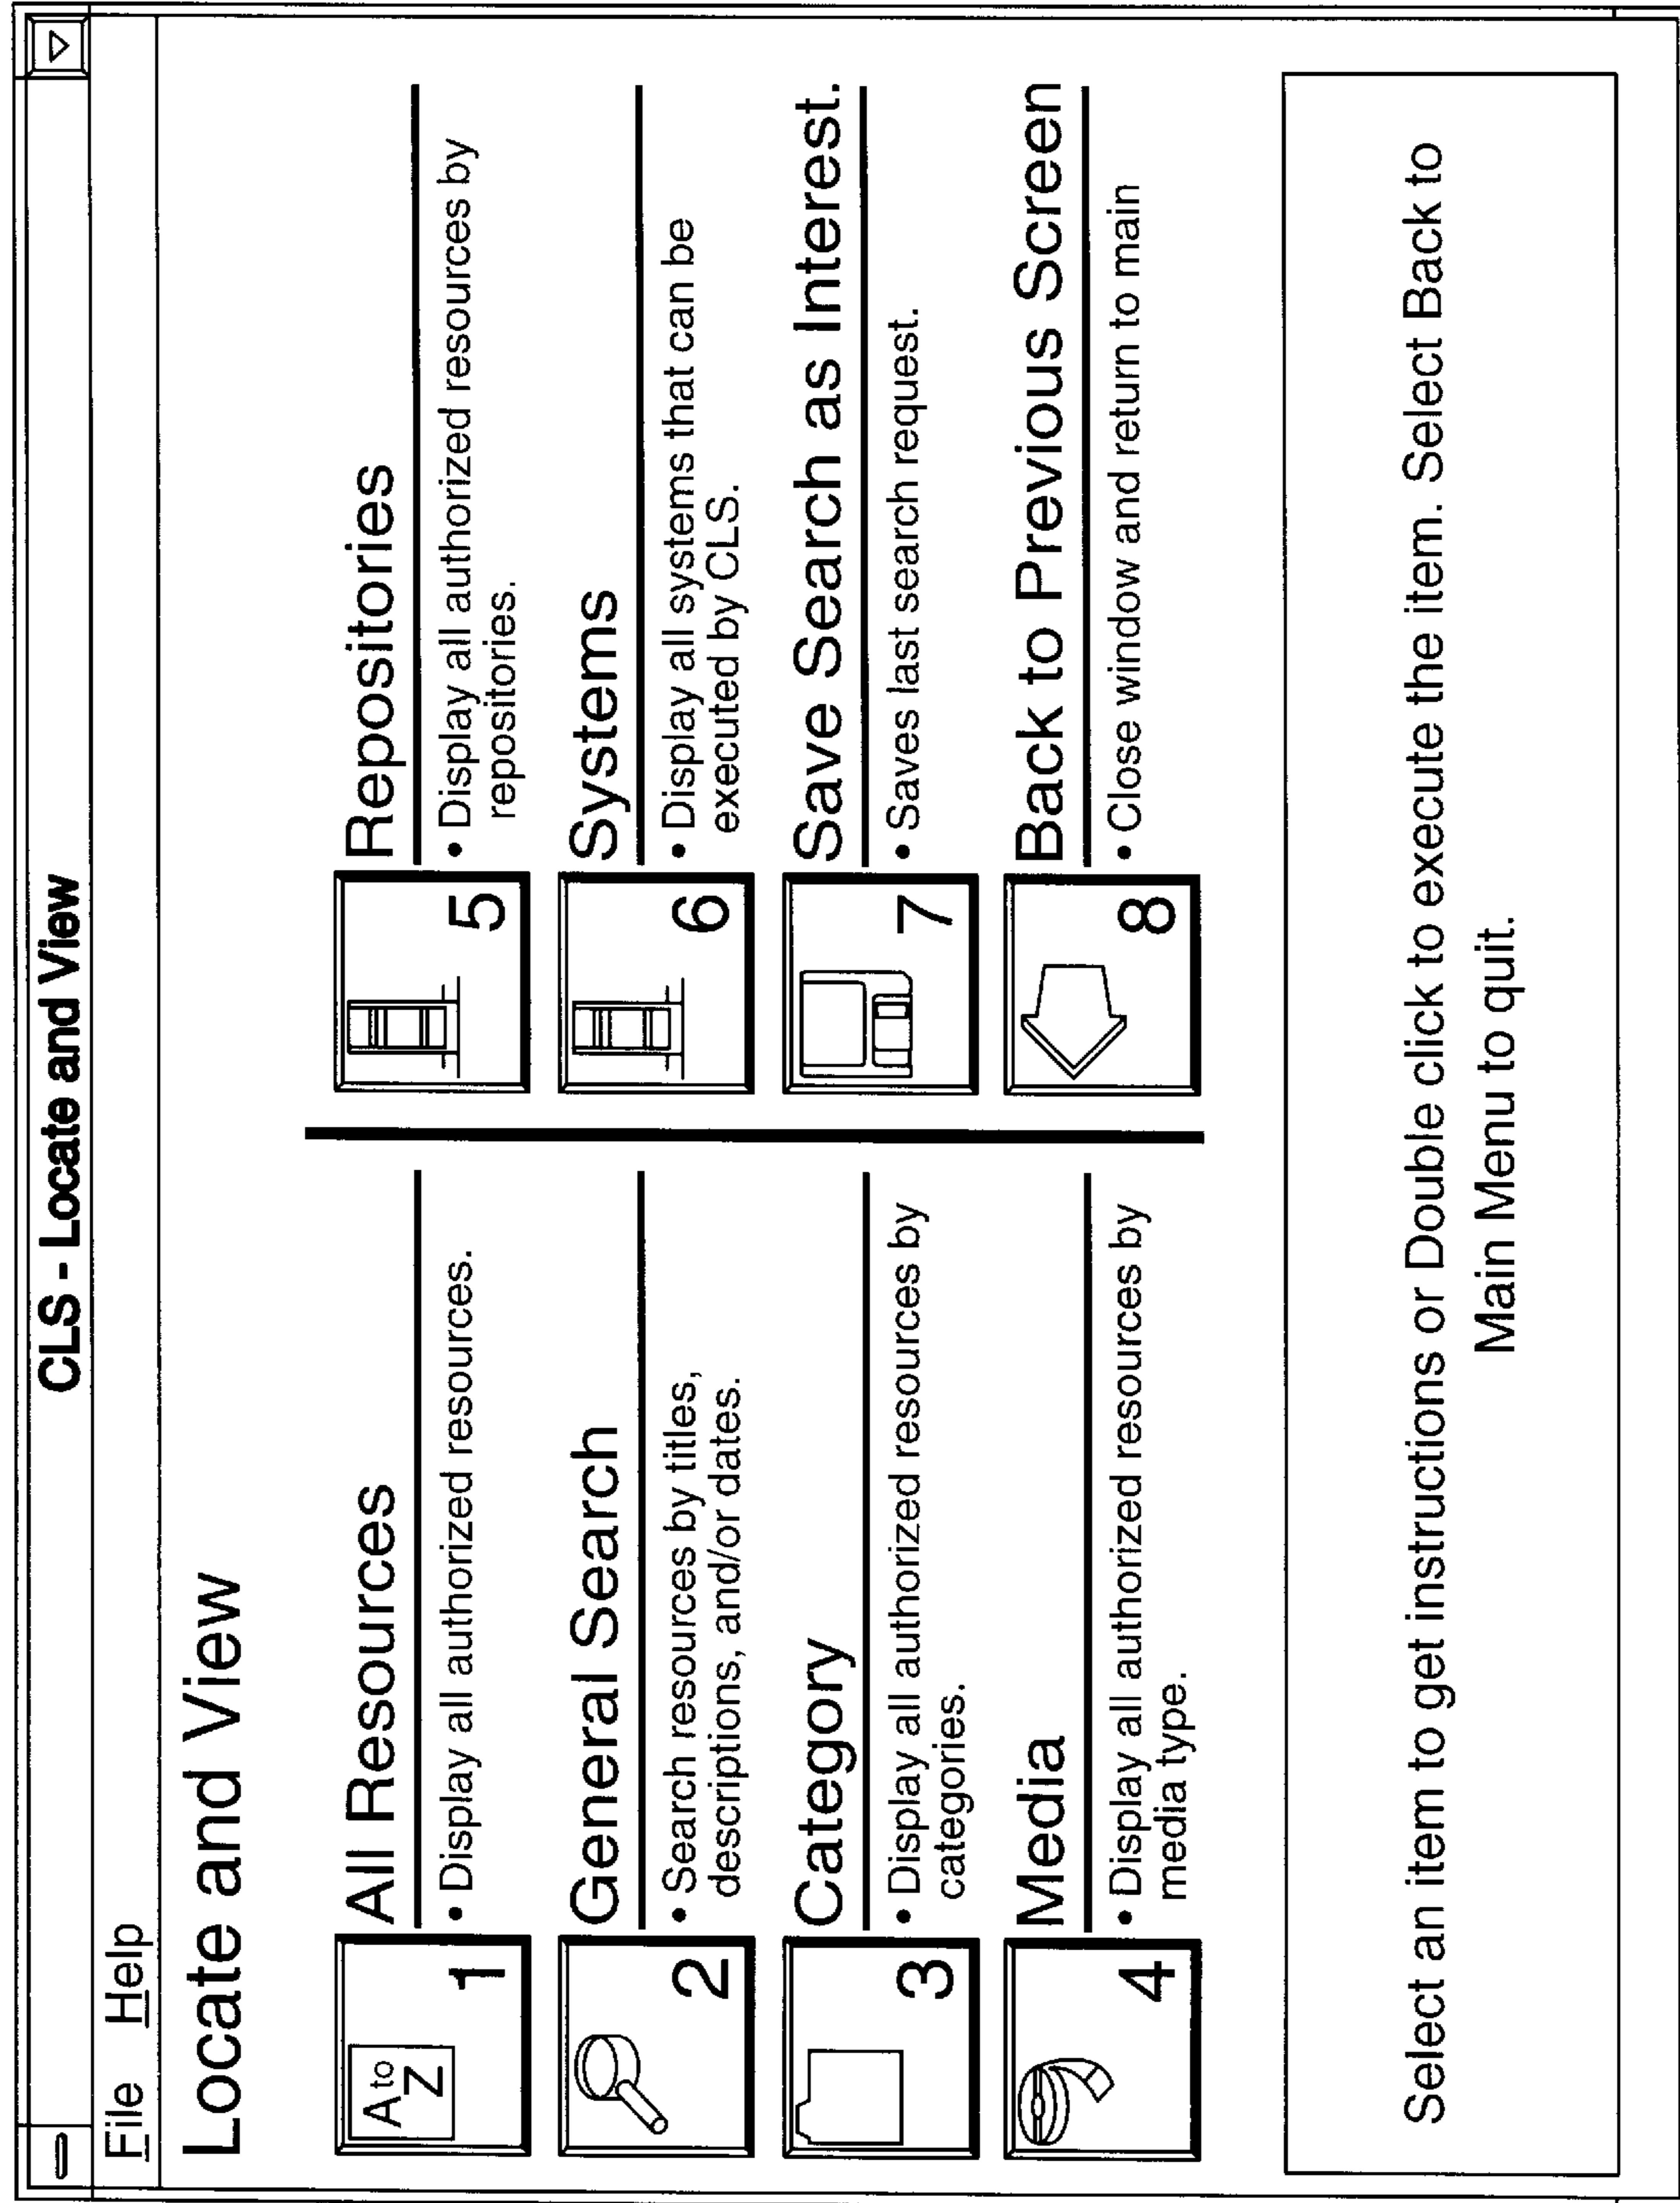 CLS - Locate and View
File Help
Locate and View
A to
Z
1
All Resources
• Display all authorized resources.
2
General Search
• Search resources by titles,
descriptions, and/or dates.
3
Category
• Display all authorized resources by
categories.
4
Media
• Display all authorized resources by
media type.
5
Repositories
• Display all authorized resources by
repositories.
6
Systems
• Display all systems that can be
executed by CLS.
7
Save Search as Interest.
• Saves last search request.
8
Back to Previous Screen
• Close window and return to main
Select an item to get instructions or Double click to execute the item. Select Back to
Main Menu to quit.